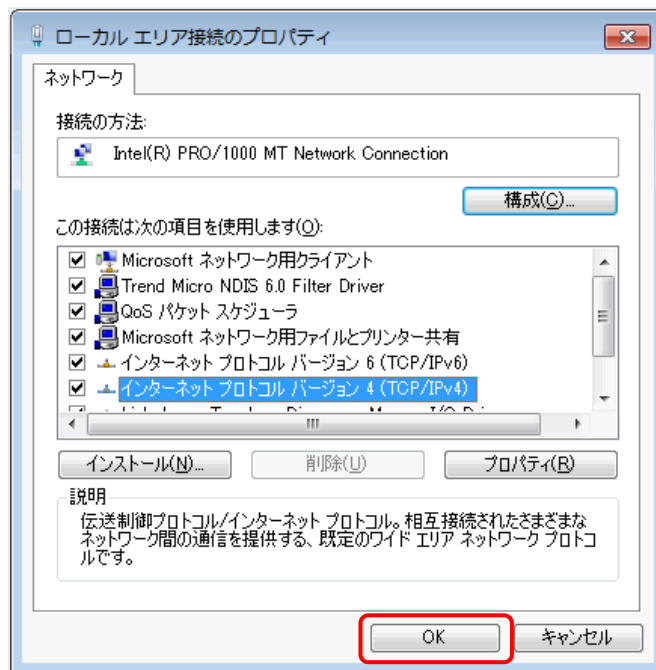 ローカル エリア接続のプロパティ
ネットワーク
接続の方法:
Intel(R) PRO/1000 MT Network Connection
構成(C)...
この接続は次の項目を使用します(O):
Microsoft ネットワーク用クライアント
Trend Micro NDIS 6.0 Filter Driver
QoS パケット スケジューラ
Microsoft ネットワーク用ファイルとプリンター共有
インターネット プロトコル バージョン 6 (TCP/IPv6)
インターネット プロトコル バージョン 4 (TCP/IPv4)
インストール(N)...
削除(U)
プロパティ(R)
説明
伝送制御プロトコル/インターネット プロトコル。相互接続されたさまざまな
ネットワーク間の通信を提供する、既定のワイド エリア ネットワーク プロトコ
ルです。
OK
キャンセル